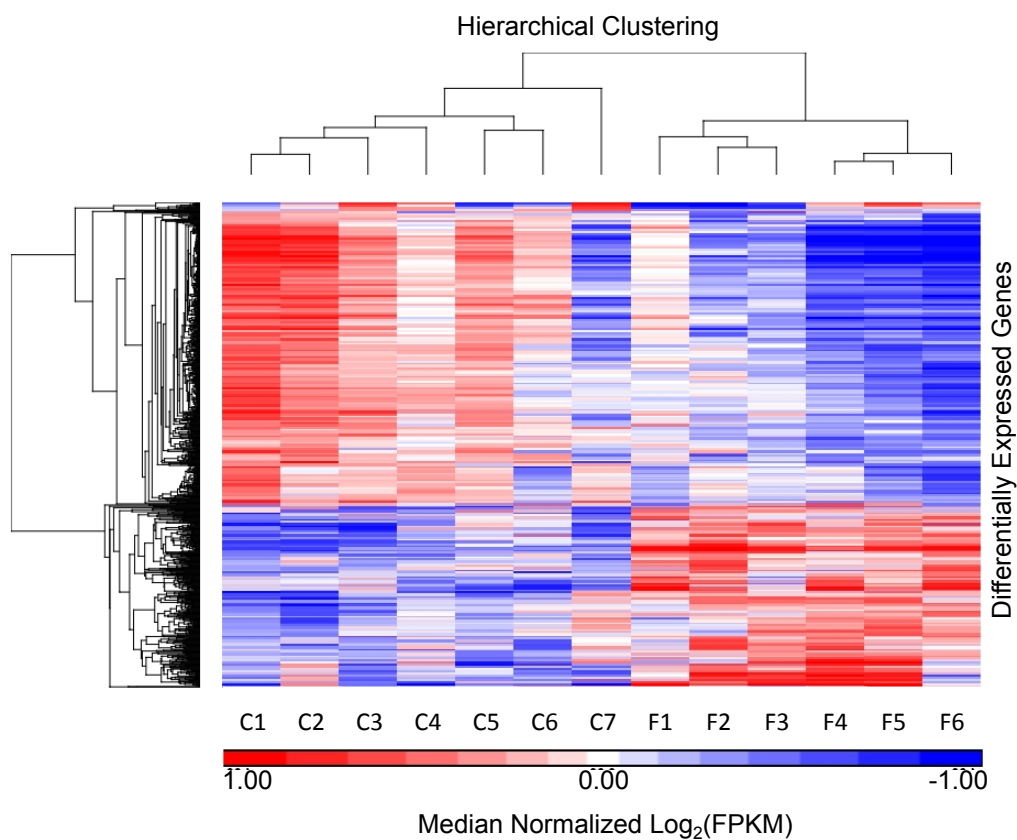 Hierarchical Clustering
Differentially Expressed Genes
C1 C2 C3 C4 C5 C6 C7 F1 F2 F3 F4 F5 F6
1.00 0.00 -1.00
Median Normalized Log₂(FPKM)